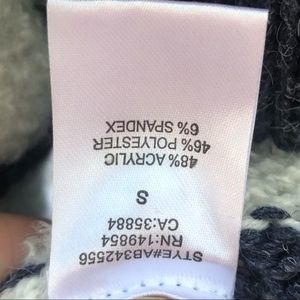 STYE#AB342556
RN:149854
CA:35884
S
48% ACRYLIC
46% POLYESTER
6% SPANDEX